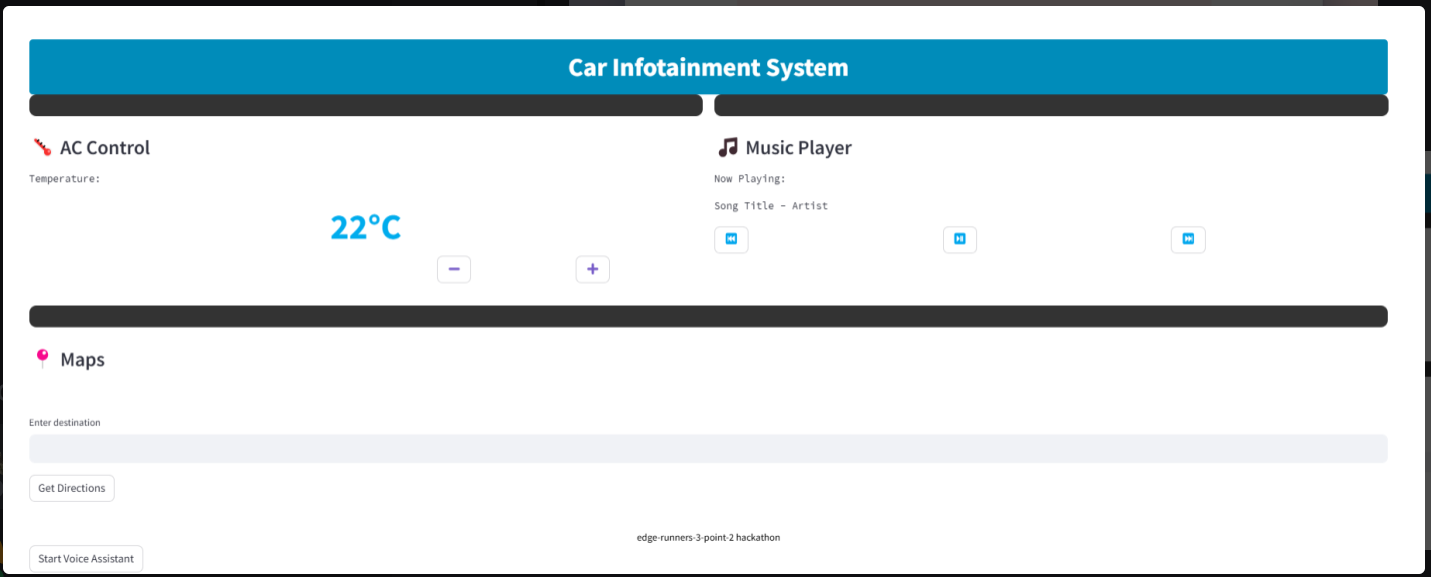 Car Infotainment System
AC Control
Temperature:
22°C
−
+
Music Player
Now Playing:
Song Title - Artist
Maps
Enter destination
Get Directions
edge-runners-3-point-2 hackathon
Start Voice Assistant